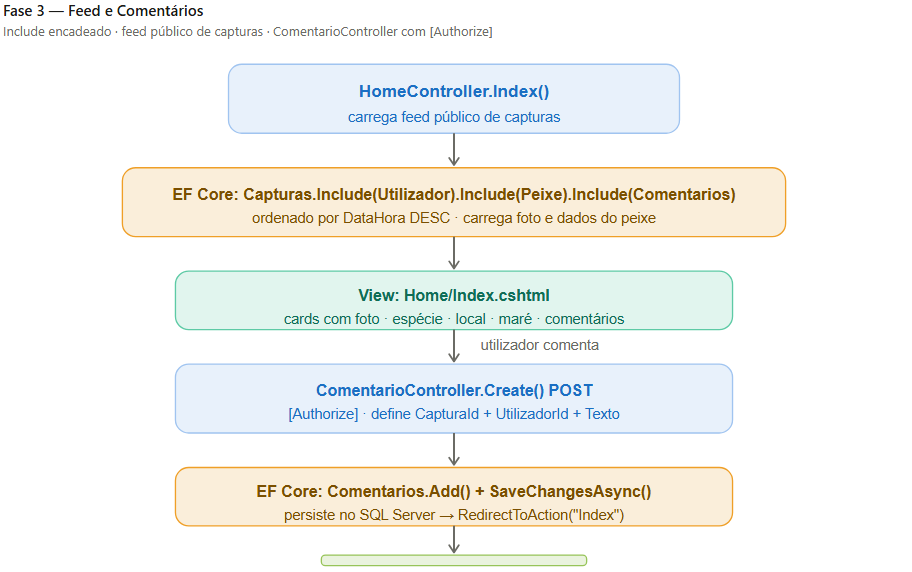 Fase 3 — Feed e Comentários
Include encadeado · feed público de capturas · ComentarioController com [Authorize]
HomeController.Index()
carrega feed público de capturas
EF Core: Capturas.Include(Utilizador).Include(Peixe).Include(Comentarios)
ordenado por DataHora DESC · carrega foto e dados do peixe
View: Home/Index.cshtml
cards com foto · espécie · local · maré · comentários
utilizador comenta
ComentarioController.Create() POST
[Authorize] · define CapturaId + UtilizadorId + Texto
EF Core: Comentarios.Add() + SaveChangesAsync()
persiste no SQL Server → RedirectToAction("Index")